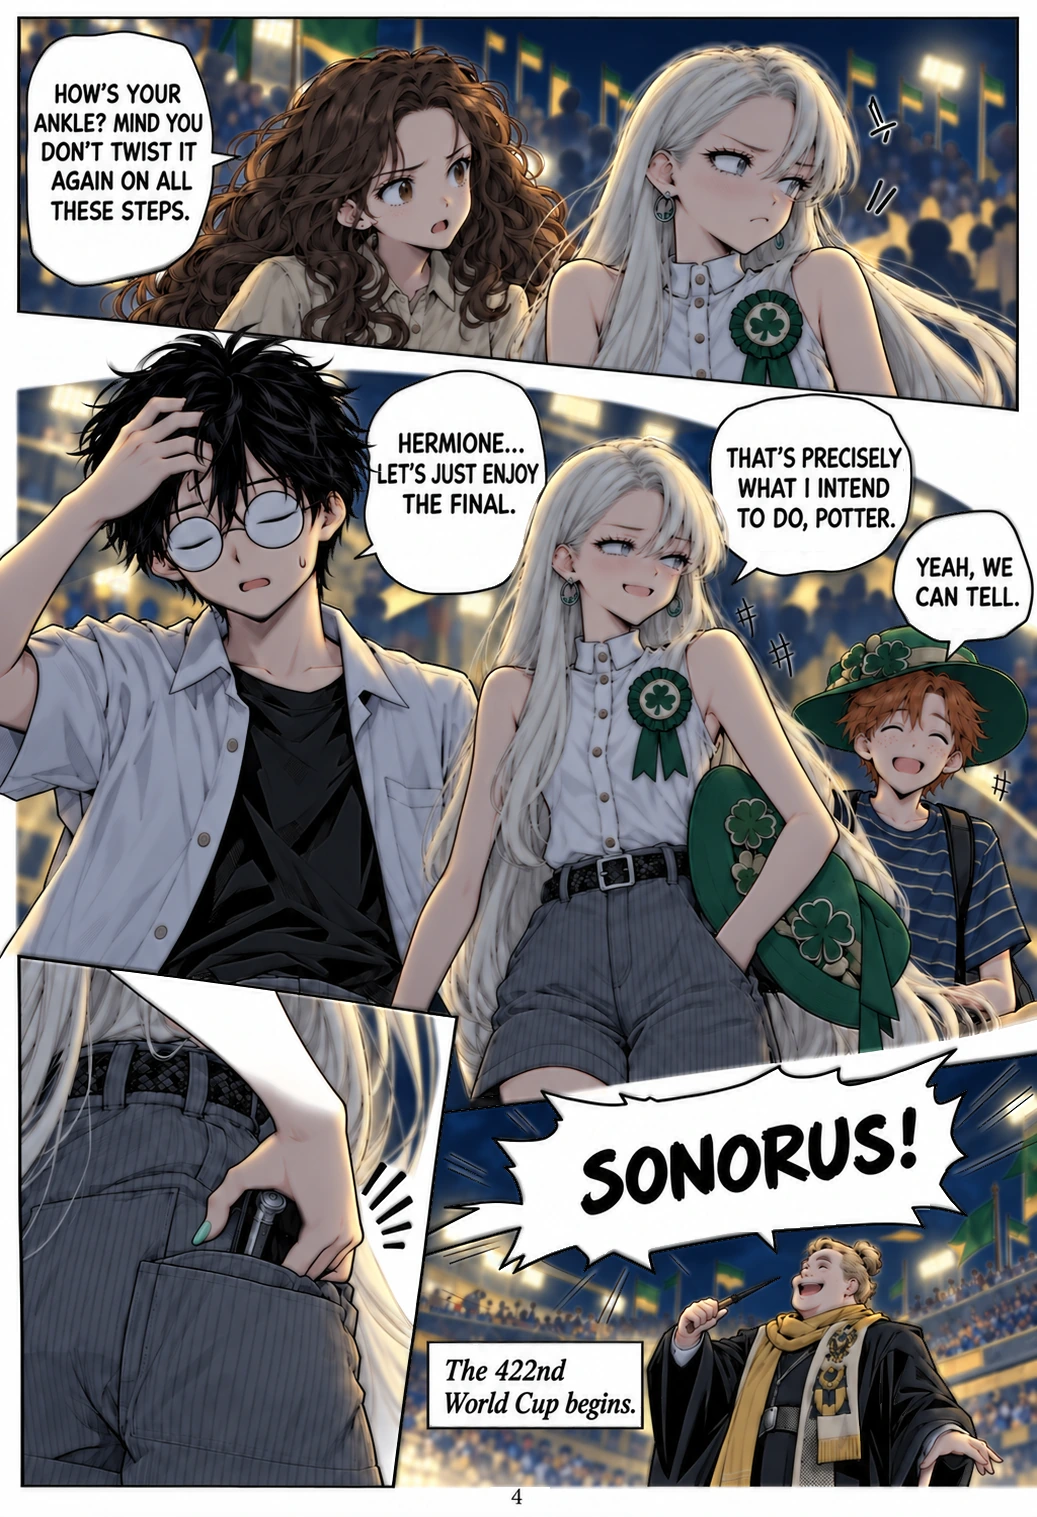 HOW'S YOUR
ANKLE? MIND YOU
DON'T TWIST IT
AGAIN ON ALL
THESE STEPS.
HERMIONE...
LET'S JUST ENJOY
THE FINAL.
THAT'S PRECISELY
WHAT I INTEND
TO DO, POTTER.
YEAH, WE
CAN TELL.
SONORUS!
The 422nd
World Cup begins.
4